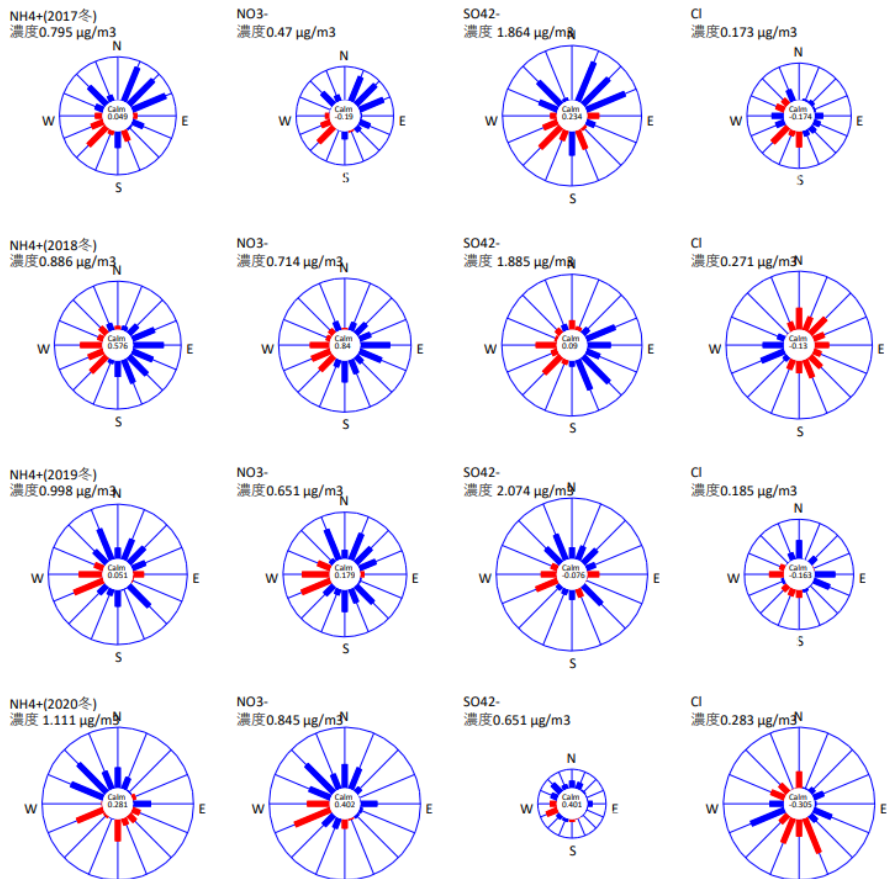 NH4+(2017冬)
濃度0.795 μg/m3
N
W
E
S
Calm
0.049
NO3-
濃度0.47 μg/m3
N
W
E
S
Calm
-0.19
SO42-
濃度 1.864 μg/m3
N
W
E
S
Calm
0.234
Cl
濃度0.173 μg/m3
N
W
E
S
Calm
-0.174
NH4+(2018冬)
濃度0.886 μg/m3
N
W
E
S
Calm
0.576
NO3-
濃度0.714 μg/m3
N
W
E
S
Calm
0.84
SO42-
濃度 1.885 μg/m3
N
W
E
S
Calm
0.09
Cl
濃度0.271 μg/m3
N
W
E
S
Calm
-0.13
NH4+(2019冬)
濃度0.998 μg/m3
N
W
E
S
Calm
0.051
NO3-
濃度0.651 μg/m3
N
W
E
S
Calm
0.179
SO42-
濃度 2.074 μg/m3
N
W
E
S
Calm
-0.076
Cl
濃度0.185 μg/m3
N
W
E
S
Calm
-0.163
NH4+(2020冬)
濃度 1.111 μg/m3
N
W
E
Calm
0.281
NO3-
濃度0.845 μg/m3
N
W
E
Calm
0.402
SO42-
濃度0.651 μg/m3
N
W
E
S
Calm
0.401
Cl
濃度0.283 μg/m3
N
W
E
Calm
-0.305